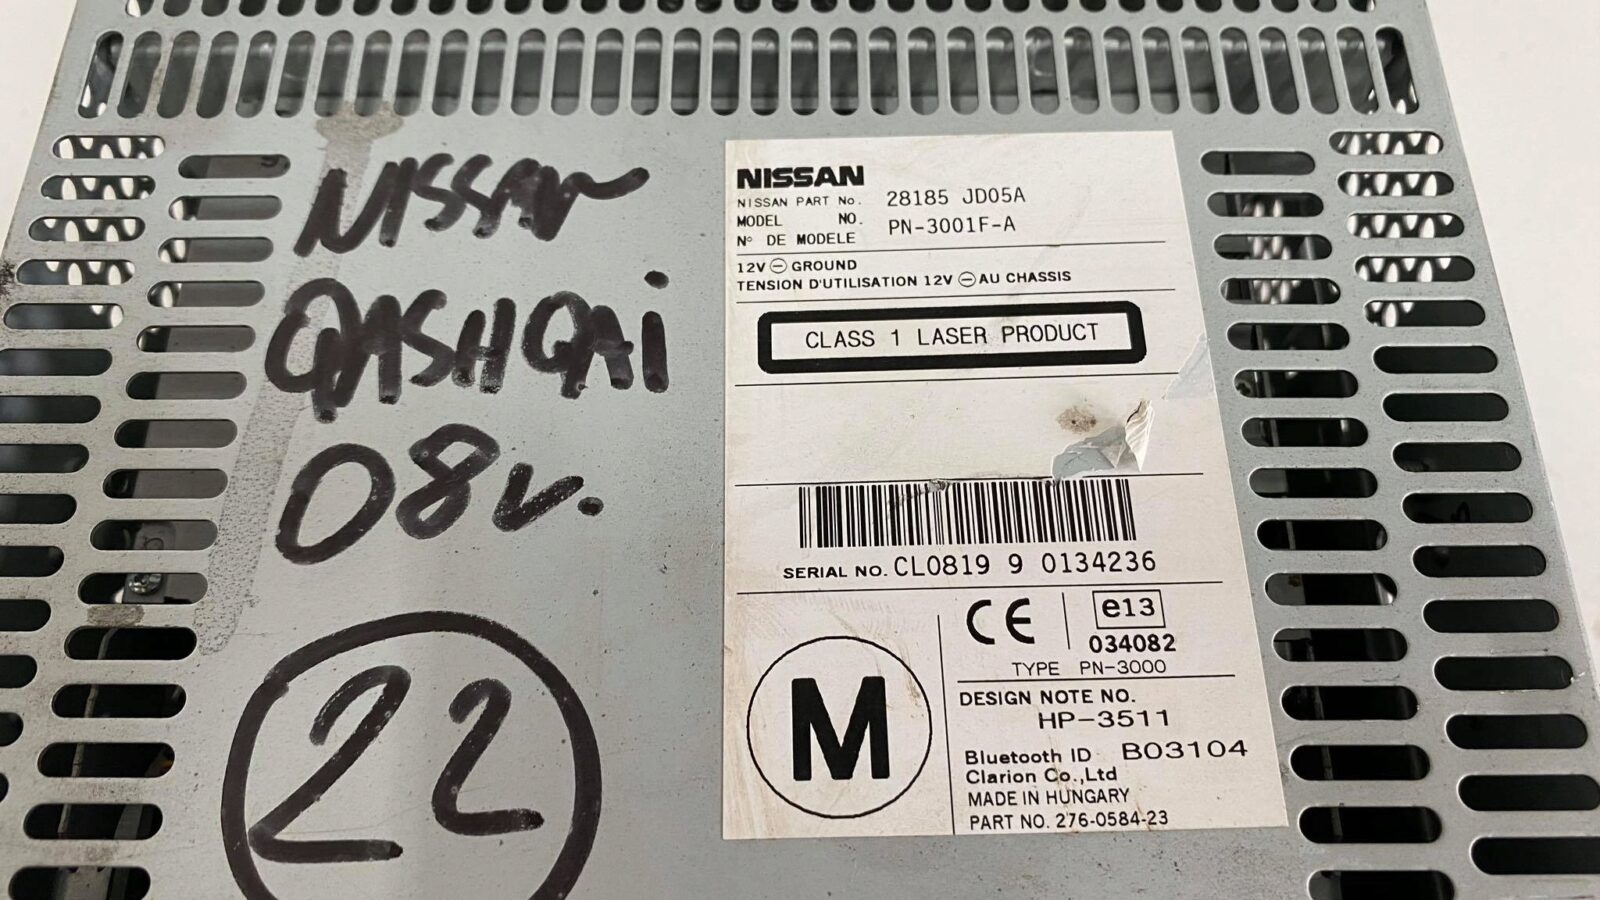 NISSAN
QASHQAi
08v.
22
NISSAN
NISSAN PART No. 28185 JD05A
MODEL NO. PN-3001F-A
N° DE MODELE
12V ⊖ GROUND
TENSION D'UTILISATION 12V ⊖ AU CHASSIS
CLASS 1 LASER PRODUCT
SERIAL NO. CL0819 9 0134236
CE e13
034082
TYPE PN-3000
M
DESIGN NOTE NO.
HP-3511
Bluetooth ID B03104
Clarion Co.,Ltd
MADE IN HUNGARY
PART NO. 276-0584-23